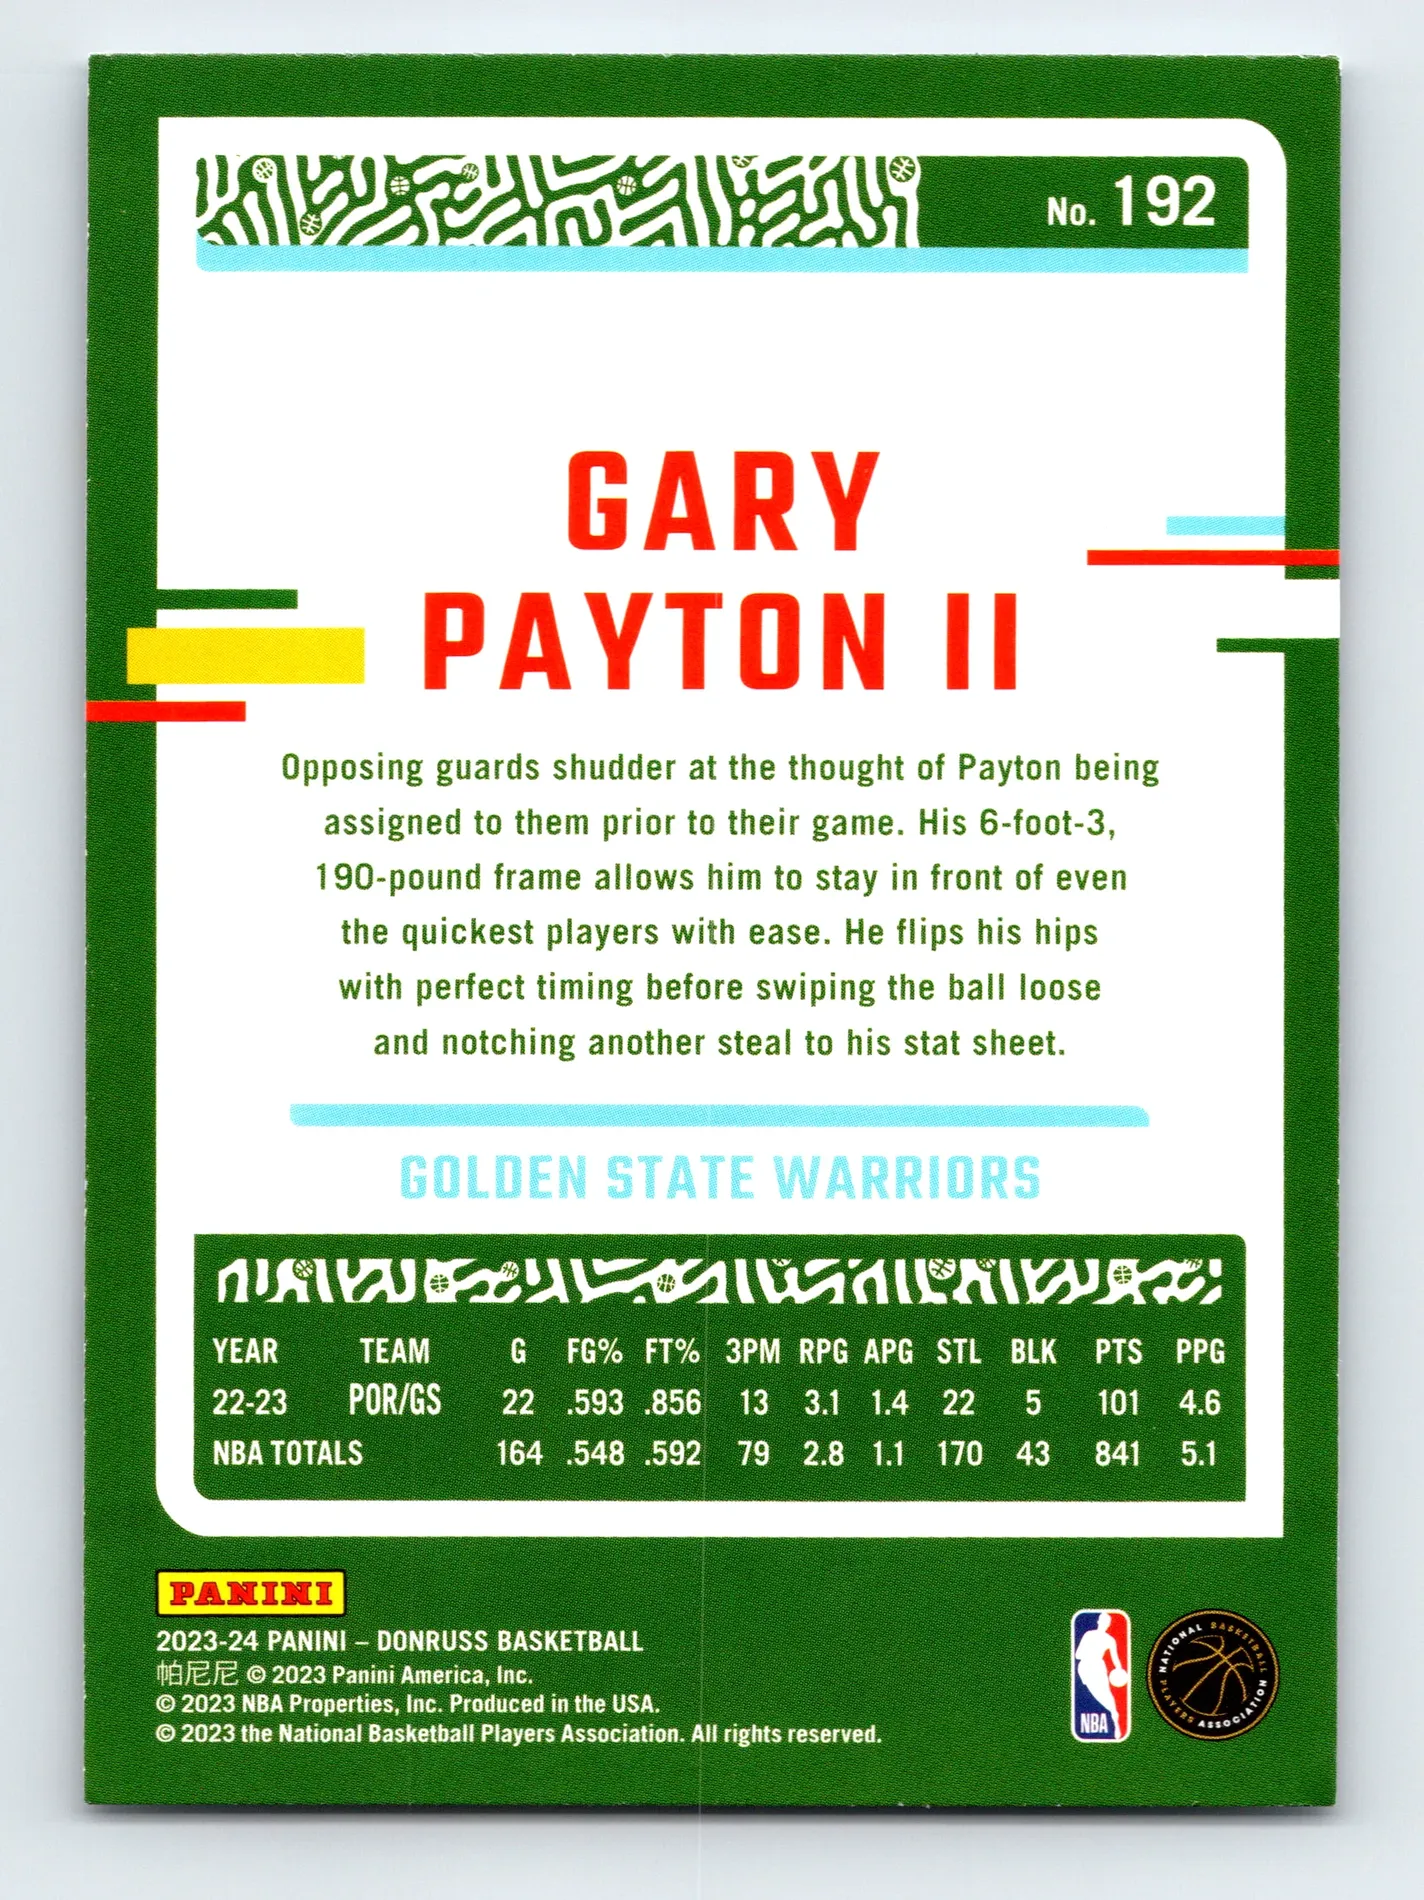 No. 192
GARY
PAYTON II
Opposing guards shudder at the thought of Payton being
assigned to them prior to their game. His 6-foot-3,
190-pound frame allows him to stay in front of even
the quickest players with ease. He flips his hips
with perfect timing before swiping the ball loose
and notching another steal to his stat sheet.
GOLDEN STATE WARRIORS
YEAR TEAM G FG% FT% 3PM RPG APG STL BLK PTS PPG
22-23 POR/GS 22 .593 .856 13 3.1 1.4 22 5 101 4.6
NBA TOTALS 164 .548 .592 79 2.8 1.1 170 43 841 5.1
PANINI
2023-24 PANINI – DONRUSS BASKETBALL
帕尼尼 © 2023 Panini America, Inc.
© 2023 NBA Properties, Inc. Produced in the USA.
© 2023 the National Basketball Players Association. All rights reserved.
NBA
NATIONAL BASKETBALL PLAYERS ASSOCIATION